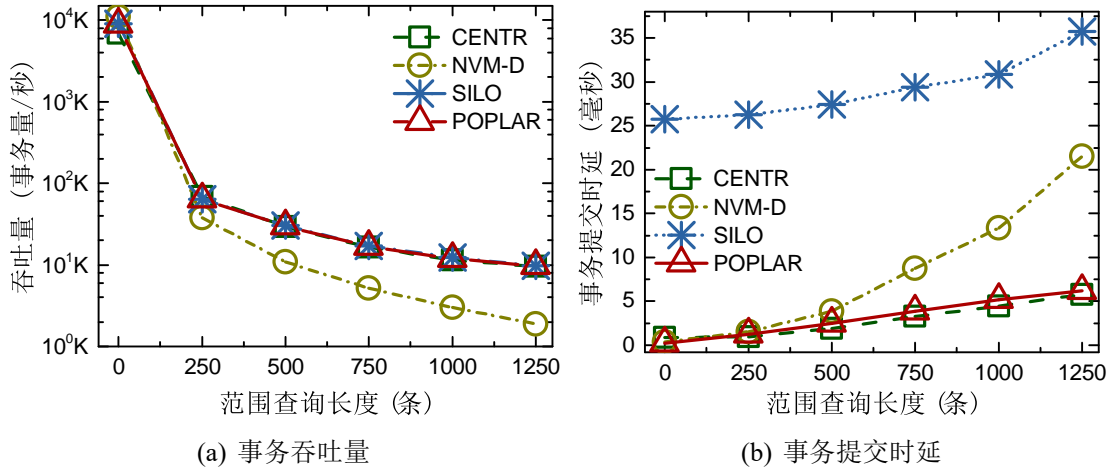 10⁴K
10³K
10²K
10¹K
10⁰K
吞吐量 (事务量/秒)
CENTR
NVM-D
SILO
POPLAR
0 250 500 750 1000 1250
范围查询长度 (条)
(a) 事务吞吐量
35
30
25
20
15
10
5
0
事务提交时延 (毫秒)
CENTR
NVM-D
SILO
POPLAR
0 250 500 750 1000 1250
范围查询长度 (条)
(b) 事务提交时延